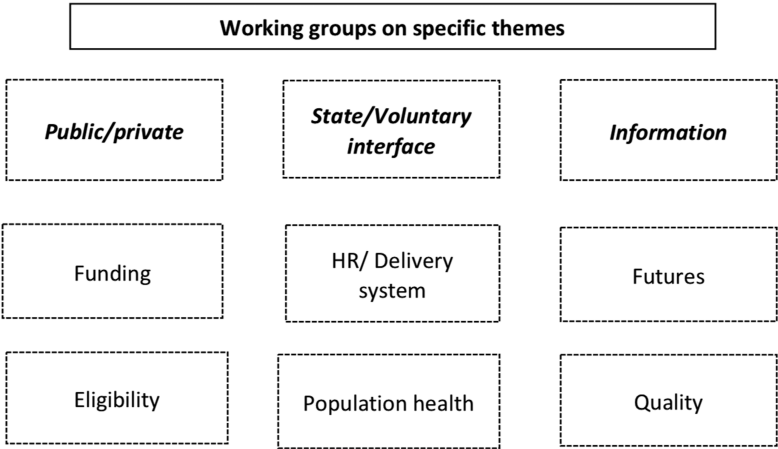 Working groups on specific themes
Public/private
State/Voluntary
interface
Information
Funding
HR/ Delivery
system
Futures
Eligibility
Population health
Quality